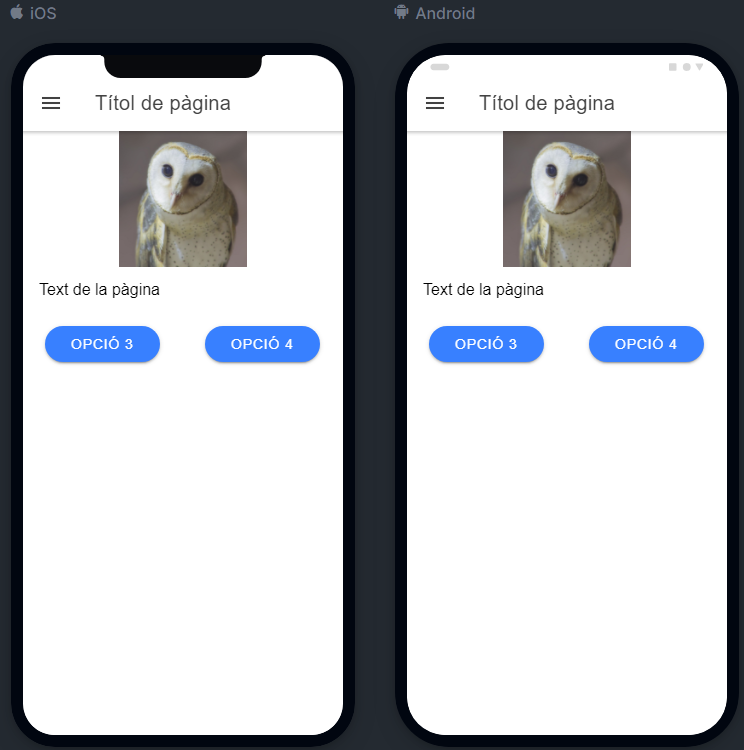 iOS
Android
Títol de pàgina
Títol de pàgina
Text de la pàgina
Text de la pàgina
OPCIÓ 3
OPCIÓ 4
OPCIÓ 3
OPCIÓ 4